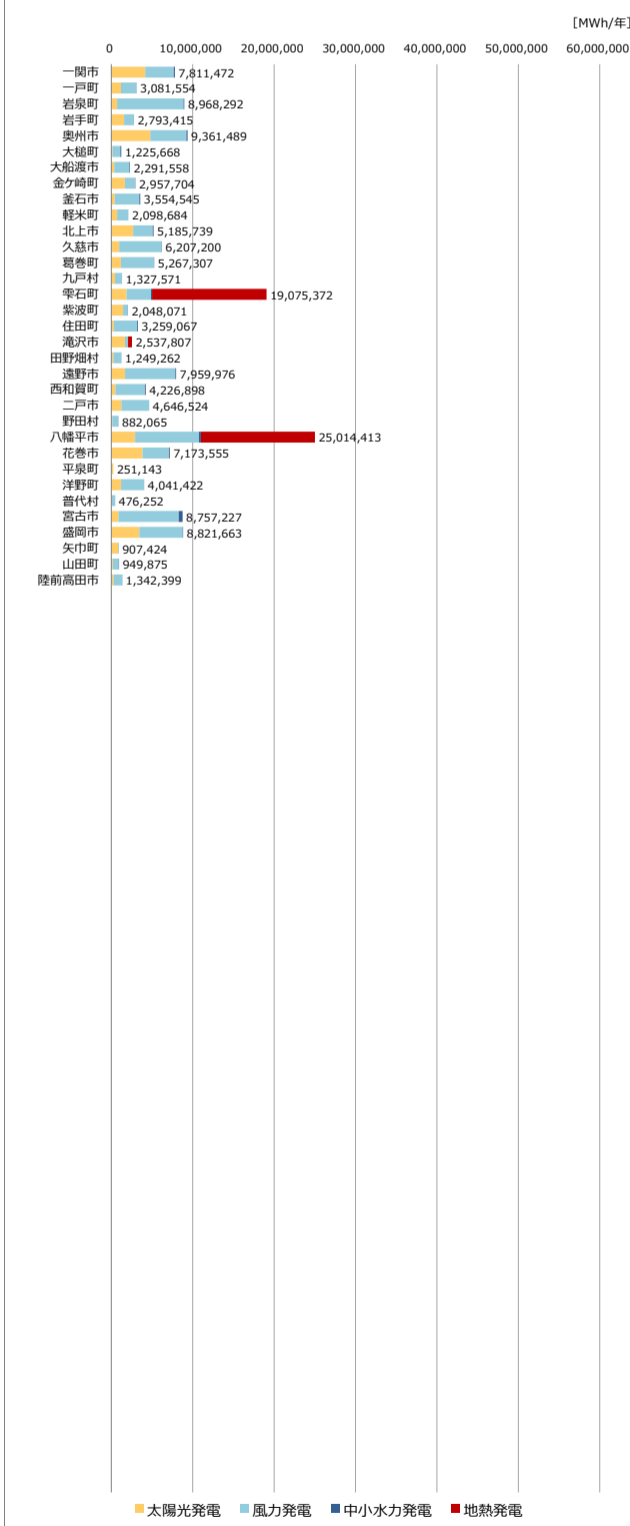 [MWh/年]
0 10,000,000 20,000,000 30,000,000 40,000,000 50,000,000 60,000,000
一関市 7,811,472
一戸町 3,081,554
岩泉町 8,968,292
岩手町 2,793,415
奥州市 9,361,489
大槌町 1,225,668
大船渡市 2,291,558
金ケ崎町 2,957,704
釜石市 3,554,545
軽米町 2,098,684
北上市 5,185,739
久慈市 6,207,200
葛巻町 5,267,307
九戸村 1,327,571
雫石町 19,075,372
紫波町 2,048,071
住田町 3,259,067
滝沢市 2,537,807
田野畑村 1,249,262
遠野市 7,959,976
西和賀町 4,226,898
二戸市 4,646,524
野田村 882,065
八幡平市 25,014,413
花巻市 7,173,555
平泉町 251,143
洋野町 4,041,422
普代村 476,252
宮古市 8,757,227
盛岡市 8,821,663
矢巾町 907,424
山田町 949,875
陸前高田市 1,342,399
太陽光発電 風力発電 中小水力発電 地熱発電